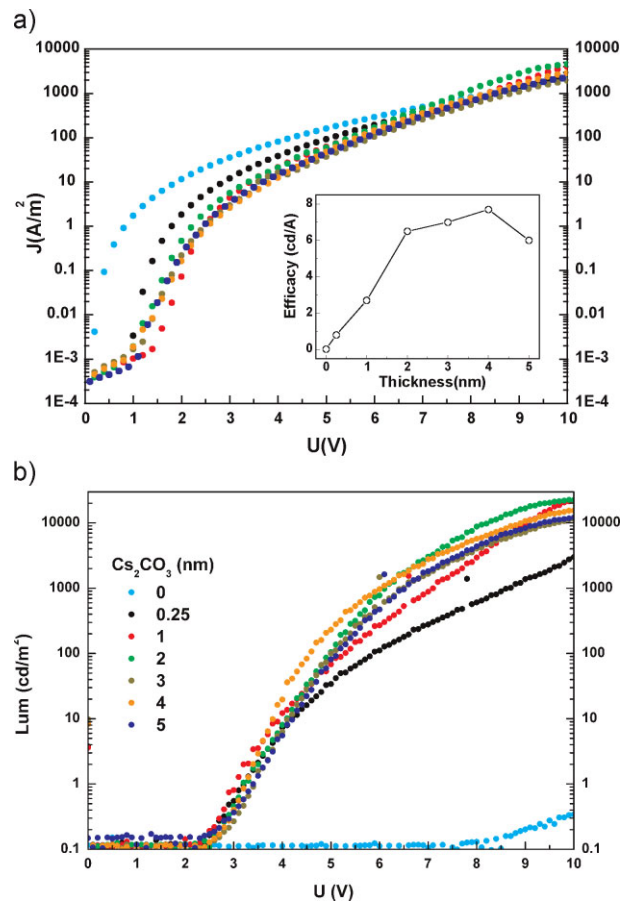 a)
10000
1000
100
10
1
0.1
0.01
1E-3
1E-4
J(A/m²)
10000
1000
100
10
1
0.1
0.01
1E-3
1E-4
0 1 2 3 4 5 6 7 8 9 10
U(V)
Efficacy (cd/A)
8
6
4
2
0
0 1 2 3 4 5
Thickness(nm)
b)
10000
1000
100
10
1
0.1
Lum (cd/m²)
Cs₂CO₃ (nm)
0
0.25
1
2
3
4
5
10000
1000
100
10
1
0.1
0 1 2 3 4 5 6 7 8 9 10
U (V)